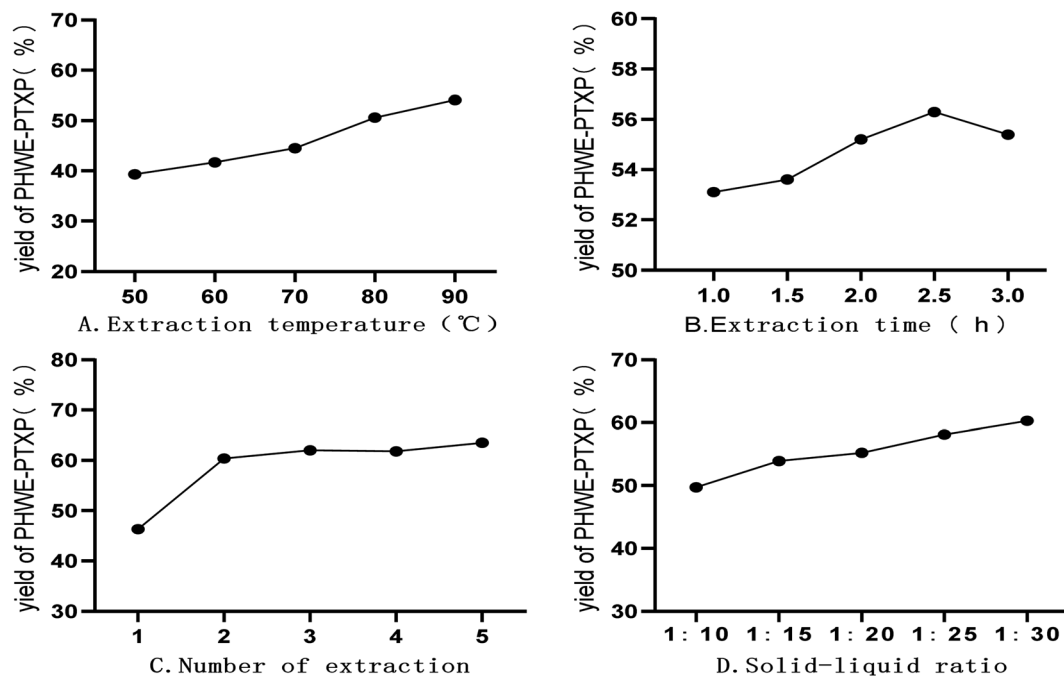 yield of PHWE-PTXP( %)
70
60
50
40
30
20
50 60 70 80 90
A.Extraction temperature (℃)
yield of PHWE-PTXP( %)
60
58
56
54
52
50
1.0 1.5 2.0 2.5 3.0
B.Extraction time ( h)
yield of PHWE-PTXP( %)
80
70
60
50
40
30
1 2 3 4 5
C.Number of extraction
yield of PHWE-PTXP( %)
70
60
50
40
30
1:10 1:15 1:20 1:25 1:30
D.Solid-liquid ratio